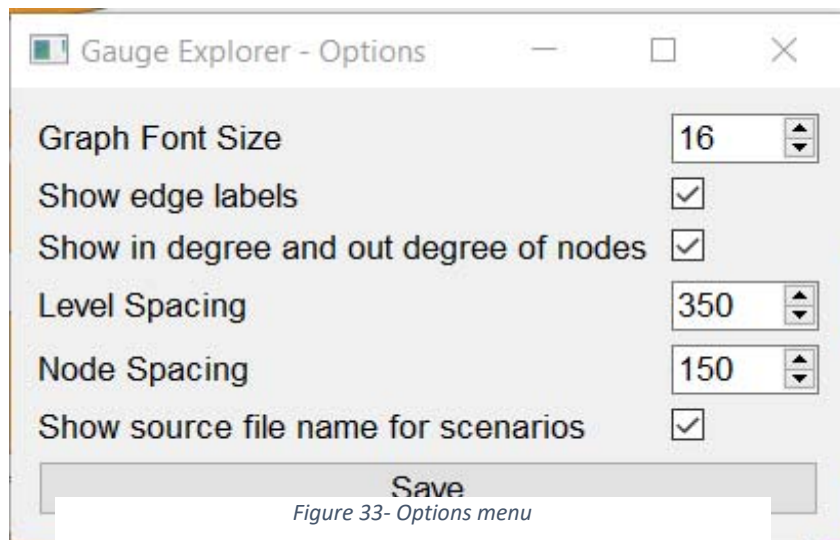 Gauge Explorer - Options
Graph Font Size 16
Show edge labels
Show in degree and out degree of nodes
Level Spacing 350
Node Spacing 150
Show source file name for scenarios
Save
Figure 33- Options menu